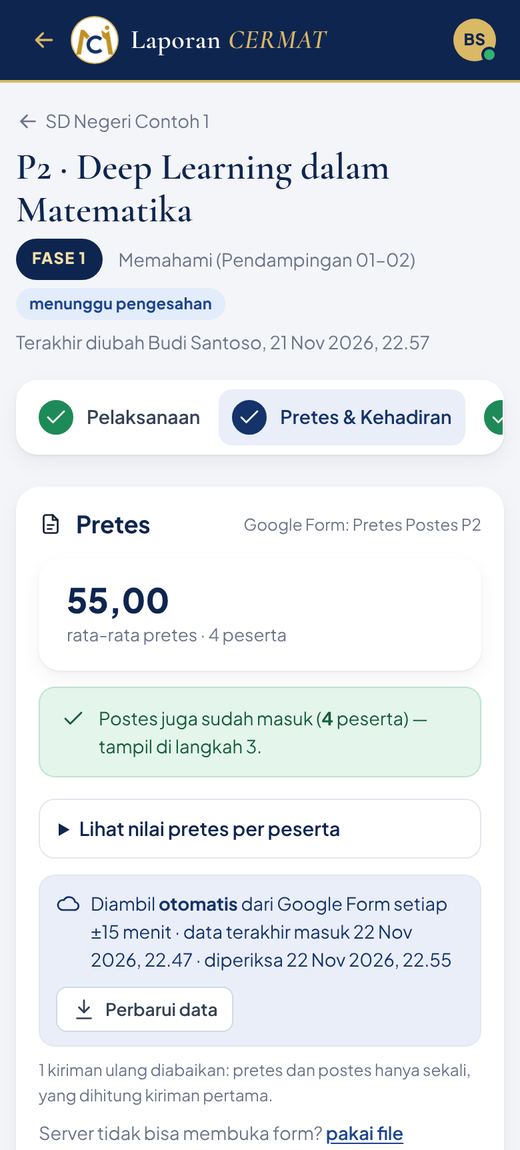 Laporan CERMAT
BS
← SD Negeri Contoh 1
P2 · Deep Learning dalam
Matematika
FASE 1 Memahami (Pendampingan 01–02)
menunggu pengesahan
Terakhir diubah Budi Santoso, 21 Nov 2026, 22.57
Pelaksanaan Pretes & Kehadiran
Pretes Google Form: Pretes Postes P2
55,00
rata-rata pretes · 4 peserta
Postes juga sudah masuk (4 peserta) —
tampil di langkah 3.
▶ Lihat nilai pretes per peserta
Diambil otomatis dari Google Form setiap
±15 menit · data terakhir masuk 22 Nov
2026, 22.47 · diperiksa 22 Nov 2026, 22.55
Perbarui data
1 kiriman ulang diabaikan: pretes dan postes hanya sekali,
yang dihitung kiriman pertama.
Server tidak bisa membuka form? pakai file